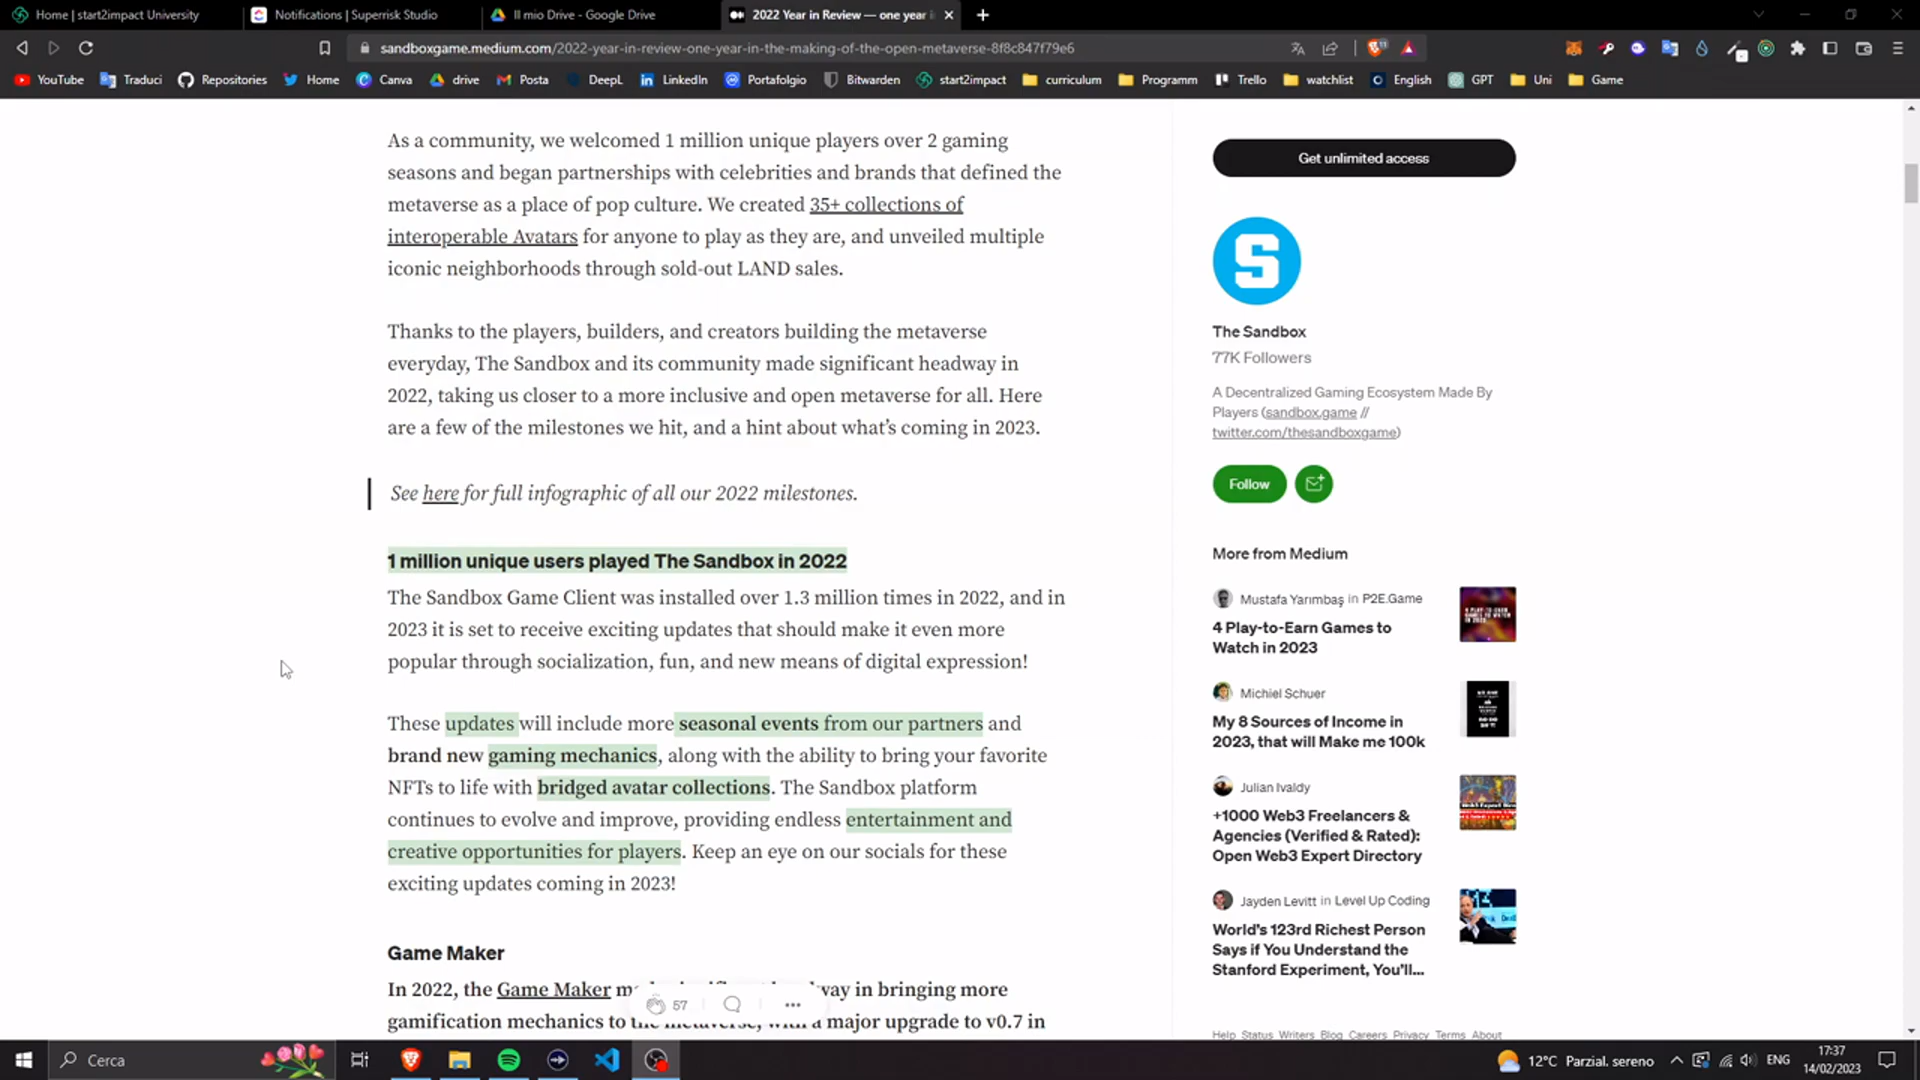 Home | start2impact University
Notifications | Superrisk Studio
Il mio Drive - Google Drive
2022 Year in Review — one year i
sandboxgame.medium.com/2022-year-in-review-one-year-in-the-making-of-the-open-metaverse-8f8c847f79e6
YouTube Traduci Repositories Home Canva drive Posta DeepL LinkedIn Portafolgio Bitwarden start2impact curriculum Programm Trello watchlist English GPT Uni Game
As a community, we welcomed 1 million unique players over 2 gaming
seasons and began partnerships with celebrities and brands that defined the
metaverse as a place of pop culture. We created 35+ collections of
interoperable Avatars for anyone to play as they are, and unveiled multiple
iconic neighborhoods through sold-out LAND sales.
Thanks to the players, builders, and creators building the metaverse
everyday, The Sandbox and its community made significant headway in
2022, taking us closer to a more inclusive and open metaverse for all. Here
are a few of the milestones we hit, and a hint about what’s coming in 2023.
See here for full infographic of all our 2022 milestones.
1 million unique users played The Sandbox in 2022
The Sandbox Game Client was installed over 1.3 million times in 2022, and in
2023 it is set to receive exciting updates that should make it even more
popular through socialization, fun, and new means of digital expression!
These updates will include more seasonal events from our partners and
brand new gaming mechanics, along with the ability to bring your favorite
NFTs to life with bridged avatar collections. The Sandbox platform
continues to evolve and improve, providing endless entertainment and
creative opportunities for players. Keep an eye on our socials for these
exciting updates coming in 2023!
Game Maker
In 2022, the Game Maker way in bringing more
gamification mechanics to the metaverse, with a major upgrade to v0.7 in
57
Get unlimited access
S
The Sandbox
77K Followers
A Decentralized Gaming Ecosystem Made By
Players (sandbox.game //
twitter.com/thesandboxgame)
Follow
More from Medium
Mustafa Yarımbaş in P2E.Game
4 Play-to-Earn Games to
Watch in 2023
Michiel Schuer
My 8 Sources of Income in
2023, that will Make me 100k
Julian Ivaldy
+1000 Web3 Freelancers &
Agencies (Verified & Rated):
Open Web3 Expert Directory
Jayden Levitt in Level Up Coding
World’s 123rd Richest Person
Says if You Understand the
Stanford Experiment, You’ll...
Help Status Writers Blog Careers Privacy Terms About
Cerca
12°C Parzial. sereno
ENG
17:37
14/02/2023